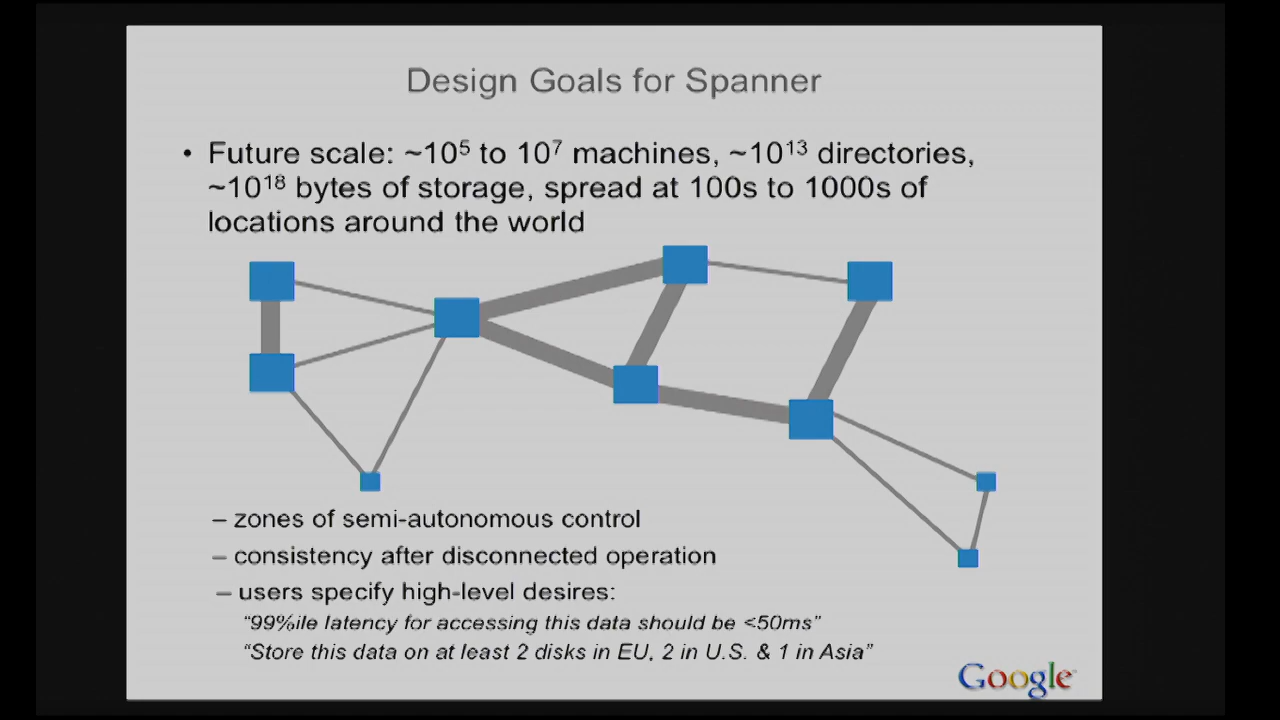 Design Goals for Spanner
• Future scale: ~10⁵ to 10⁷ machines, ~10¹³ directories,
~10¹⁸ bytes of storage, spread at 100s to 1000s of
locations around the world
– zones of semi-autonomous control
– consistency after disconnected operation
– users specify high-level desires:
“99%ile latency for accessing this data should be <50ms”
“Store this data on at least 2 disks in EU, 2 in U.S. & 1 in Asia”
Google